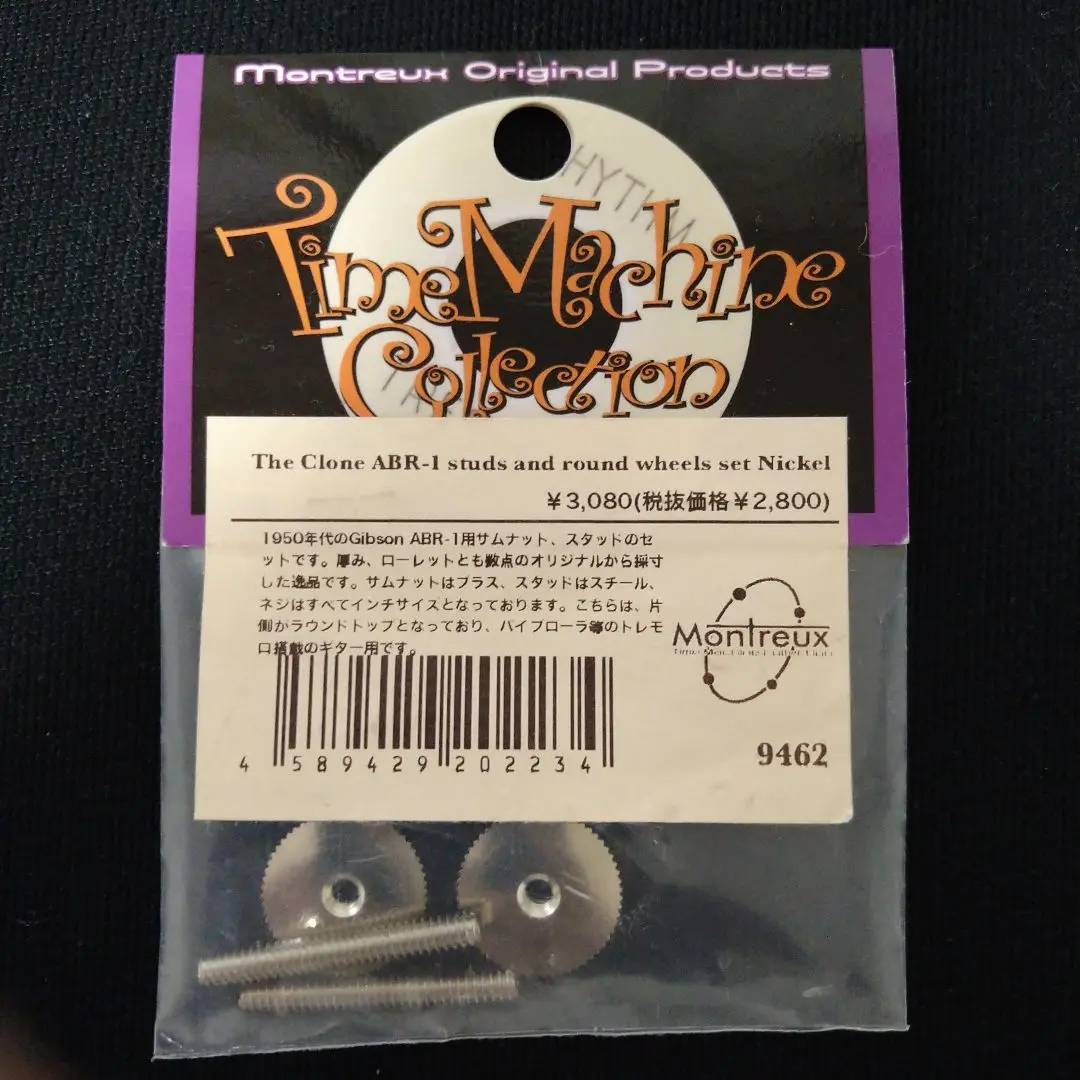 Montreux Original Products
RHYTHM
Time Machine
Collection
The Clone ABR-1 studs and round wheels set Nickel
¥3,080(税抜価格¥2,800)
1950年代のGibson ABR-1用サムナット、スタッドのセ
ットです。厚み、ローレットとも数点のオリジナルから採寸
した逸品です。サムナットはブラス、スタッドはスチール、
ネジはすべてインチサイズとなっております。こちらは、片
側がラウンドトップとなっており、バイブローラ等のトレモ
ロ搭載のギター用です。
Montreux
4 589429 202234
9462